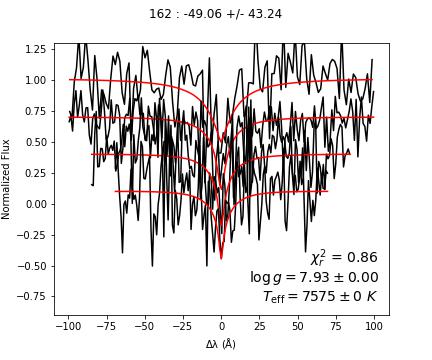 162 : -49.06 +/- 43.24
Normalized Flux
1.25
1.00
0.75
0.50
0.25
0.00
−0.25
−0.50
−0.75
χ²ᵣ = 0.86
log g = 7.93 ± 0.00
T_eff = 7575 ± 0 K
−100 −75 −50 −25 0 25 50 75 100
Δλ (Å)